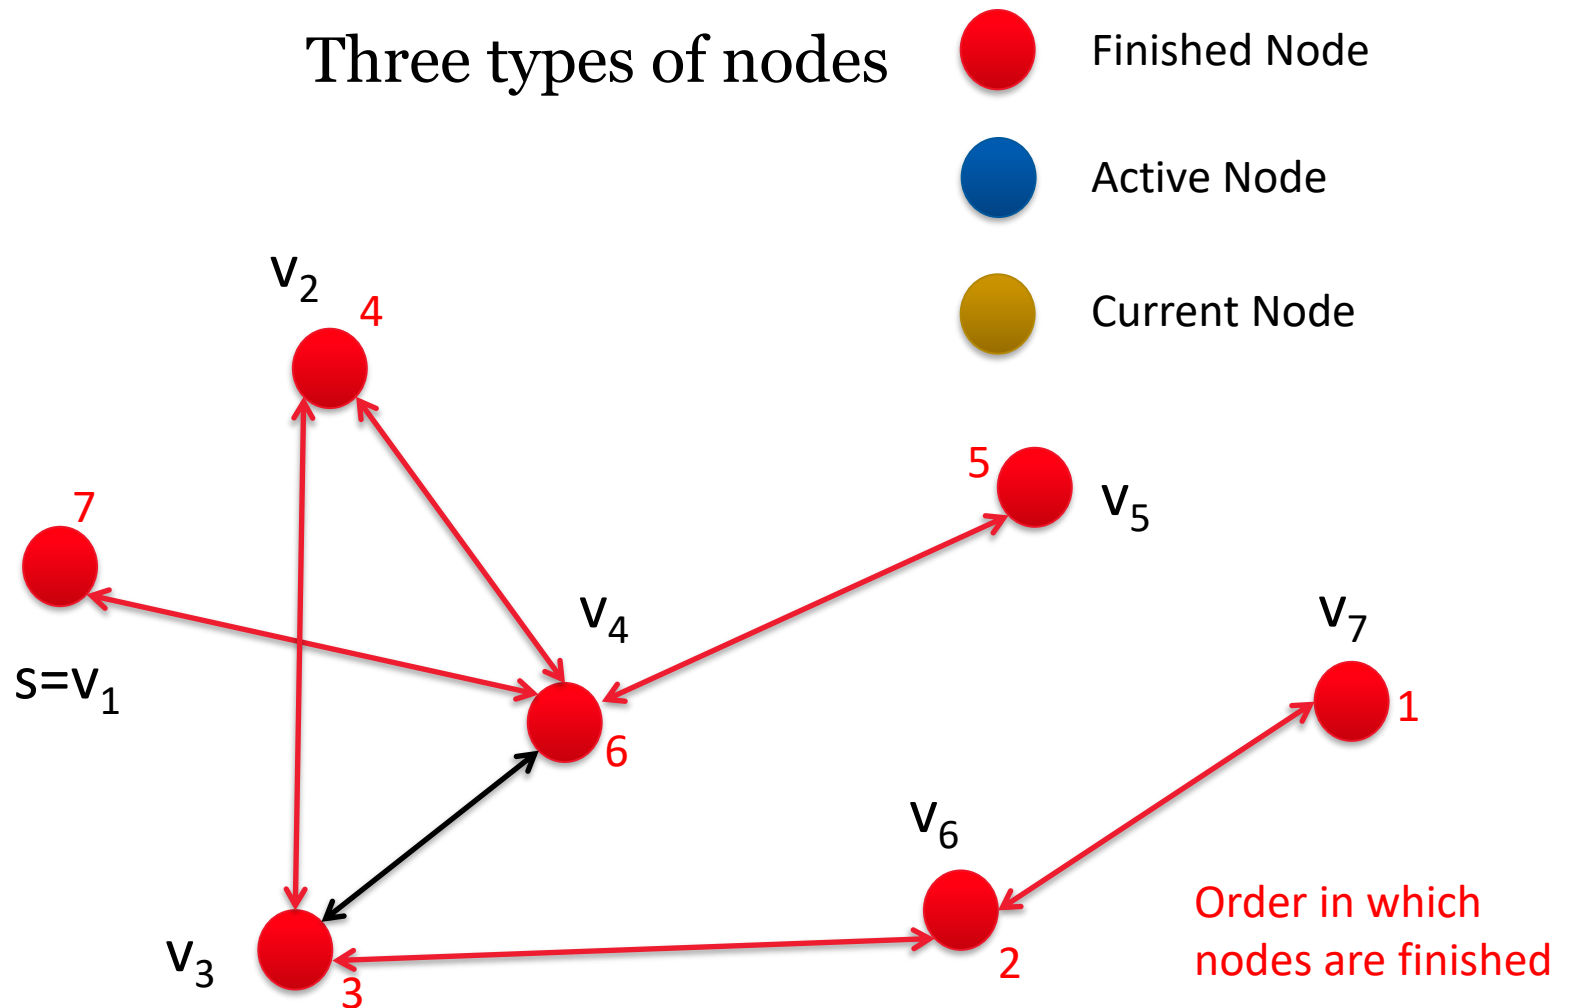 Three types of nodes
Finished Node
Active Node
Current Node
v2
4
7
5
v5
v4
v7
s=v1
6
1
v6
v3
3
2
Order in which
nodes are finished